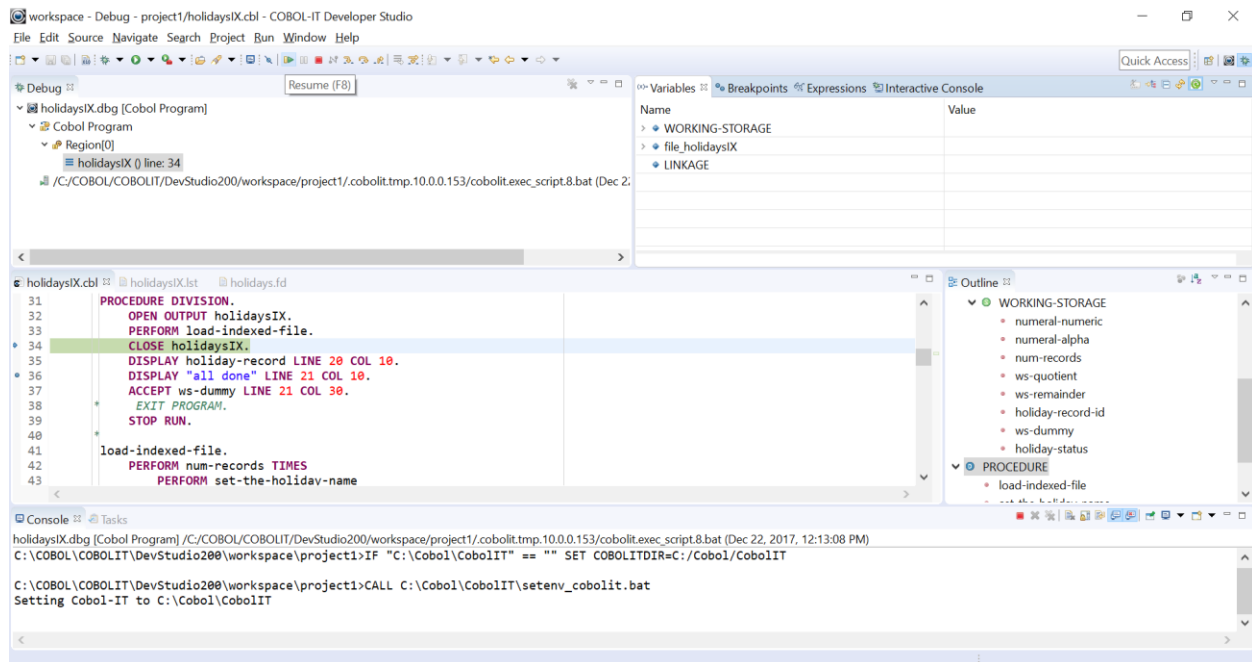 workspace - Debug - project1/holidaysIX.cbl - COBOL-IT Developer Studio
File Edit Source Navigate Search Project Run Window Help
Quick Access
Resume (F8)
Debug
holidaysIX.dbg [Cobol Program]
Cobol Program
Region[0]
holidaysIX () line: 34
/C:/COBOL/COBOLIT/DevStudio200/workspace/project1/.cobolit.tmp.10.0.0.153/cobolit.exec_script.8.bat (Dec 22
Variables Breakpoints Expressions Interactive Console
Name Value
WORKING-STORAGE
file_holidaysIX
LINKAGE
holidaysIX.cbl holidaysIX.lst holidays.fd
31 PROCEDURE DIVISION.
32 OPEN OUTPUT holidaysIX.
33 PERFORM load-indexed-file.
34 CLOSE holidaysIX.
35 DISPLAY holiday-record LINE 20 COL 10.
36 DISPLAY "all done" LINE 21 COL 10.
37 ACCEPT ws-dummy LINE 21 COL 30.
38 * EXIT PROGRAM.
39 STOP RUN.
40 *
41 load-indexed-file.
42 PERFORM num-records TIMES
43 PERFORM set-the-holiday-name
Outline
WORKING-STORAGE
numeral-numeric
numeral-alpha
num-records
ws-quotient
ws-remainder
holiday-record-id
ws-dummy
holiday-status
PROCEDURE
load-indexed-file
Console Tasks
holidaysIX.dbg [Cobol Program] /C:/COBOL/COBOLIT/DevStudio200/workspace/project1/.cobolit.tmp.10.0.0.153/cobolit.exec_script.8.bat (Dec 22, 2017, 12:13:08 PM)
C:\COBOL\COBOLIT\DevStudio200\workspace\project1>IF "C:\Cobol\CobolIT" == "" SET COBOLITDIR=C:/Cobol/CobolIT
C:\COBOL\COBOLIT\DevStudio200\workspace\project1>CALL C:\Cobol\CobolIT\setenv_cobolit.bat
Setting Cobol-IT to C:\Cobol\CobolIT